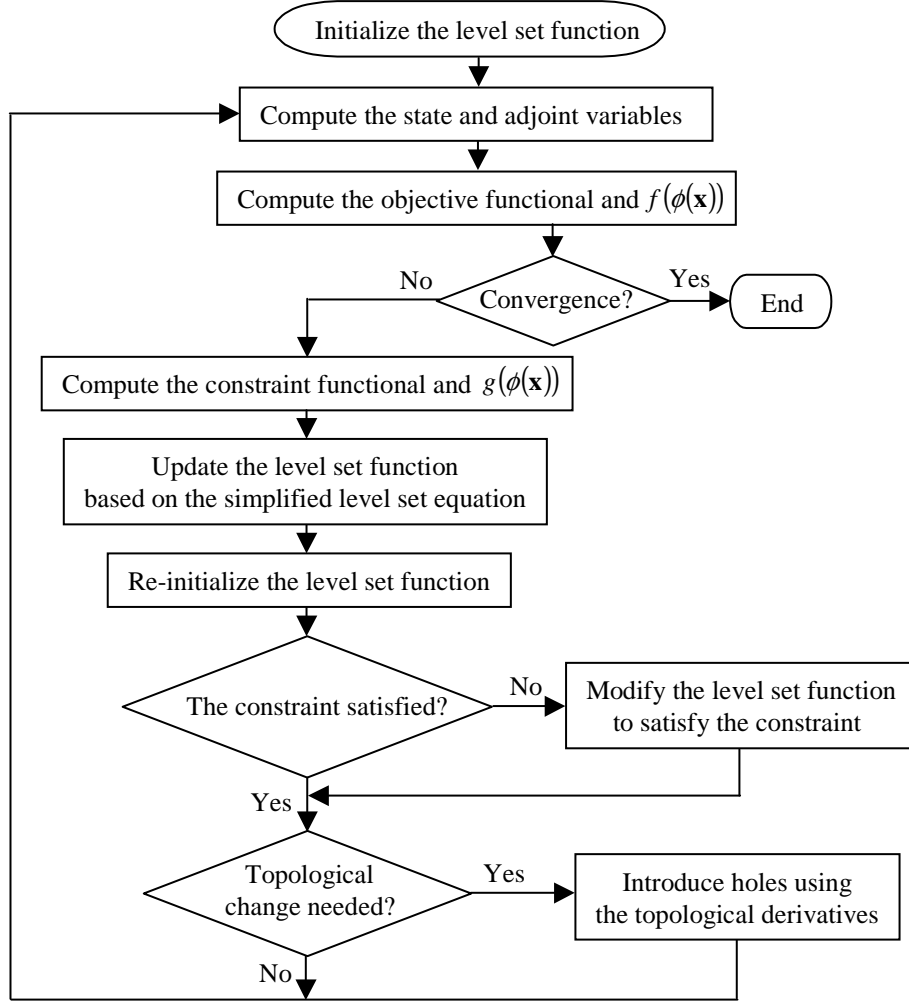 Initialize the level set function
Compute the state and adjoint variables
Compute the objective functional and f(ϕ(x))
No
Yes
Convergence?
End
Compute the constraint functional and g(ϕ(x))
Update the level set function
based on the simplified level set equation
Re-initialize the level set function
The constraint satisfied?
No
Modify the level set function
to satisfy the constraint
Yes
Topological
change needed?
Yes
Introduce holes using
the topological derivatives
No